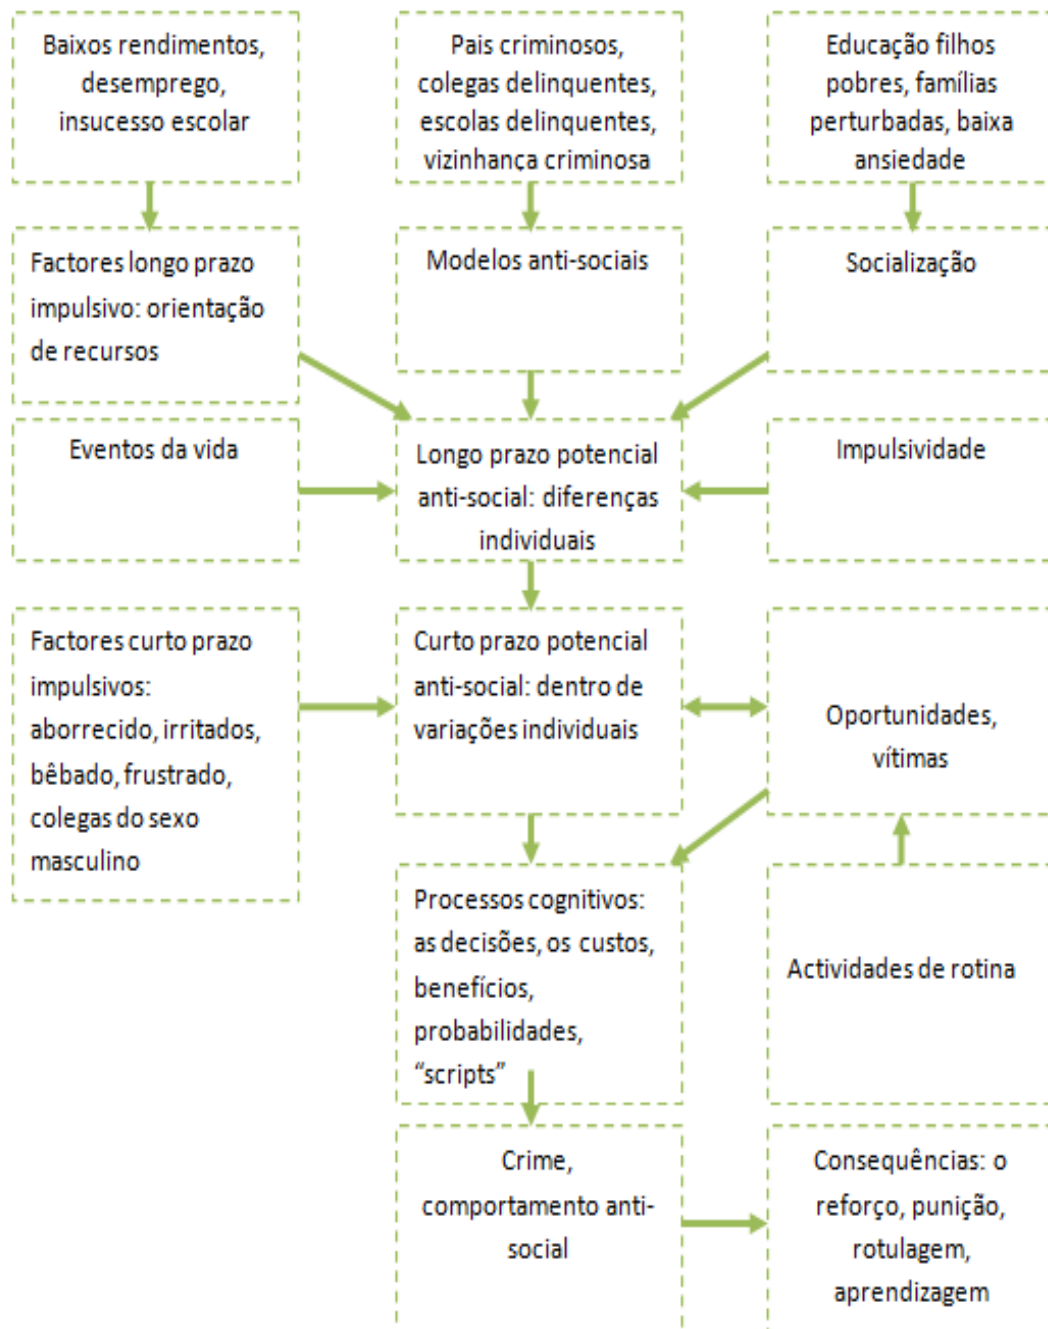 Baixos rendimentos,
desemprego,
insucesso escolar
Pais criminosos,
colegas delinquentes,
escolas delinquentes,
vizinhança criminosa
Educação filhos
pobres, famílias
perturbadas, baixa
ansiedade
Factores longo prazo
impulsivo: orientação
de recursos
Modelos anti-sociais
Socialização
Eventos da vida
Longo prazo potencial
anti-social: diferenças
individuais
Impulsividade
Factores curto prazo
impulsivos:
aborrecido, irritados,
bêbado, frustrado,
colegas do sexo
masculino
Curto prazo potencial
anti-social: dentro de
variações individuais
Oportunidades,
vítimas
Processos cognitivos:
as decisões, os custos,
benefícios,
probabilidades,
“scripts”
Actividades de rotina
Crime,
comportamento anti-
social
Consequências: o
reforço, punição,
rotulagem,
aprendizagem